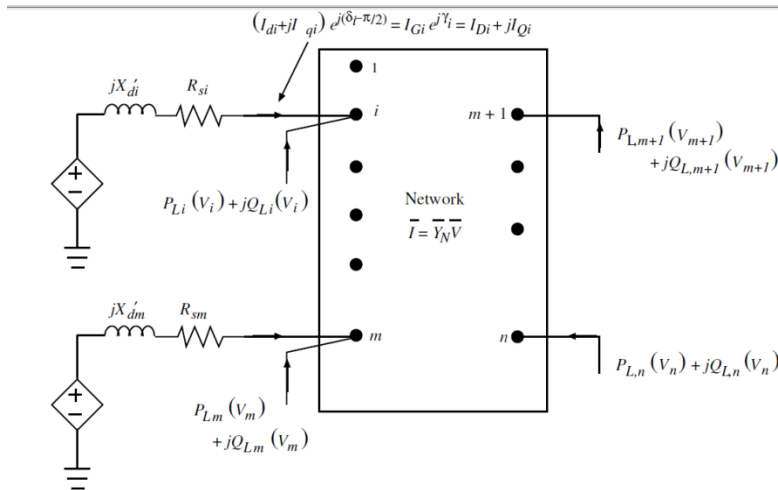 (I_di+jI_qi) e^j(δ_i-π/2) = I_Gi e^jγ_i = I_Di + jI_Qi
jX'_di
R_si
1
i
m + 1
P_L,m+1 (V_m+1)
+ jQ_L,m+1 (V_m+1)
P_Li (V_i) + jQ_Li (V_i)
Network
I̅ = Y̅_N V̅
jX'_dm
R_sm
m
n
P_L,n (V_n) + jQ_L,n (V_n)
P_Lm (V_m)
+ jQ_Lm (V_m)